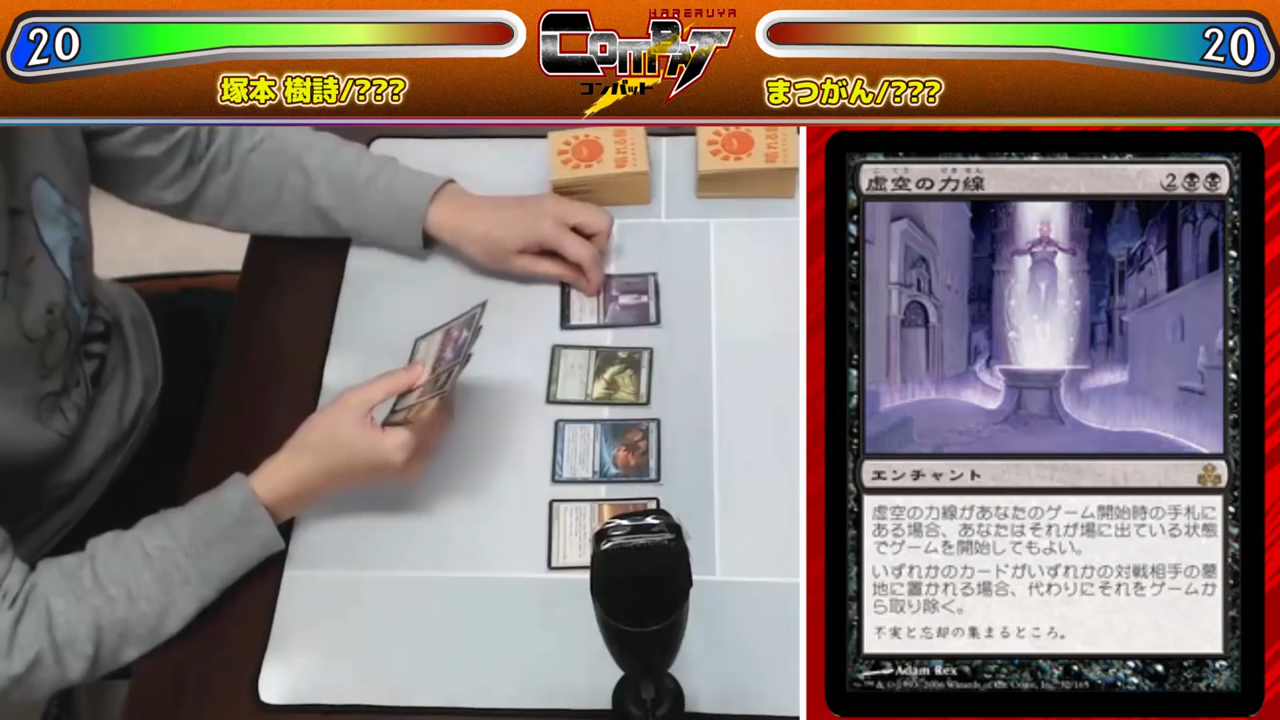 20
HARERUYA
COMBAT
コンバット
20
塚本 樹詩/???
まつがん/???
虚空の力線
こくう りきせん
2
エンチャント
虚空の力線があなたのゲーム開始時の手札に
ある場合、あなたはそれが場に出ている状態
でゲームを開始してもよい。
いずれかのカードがいずれかの対戦相手の墓
地に置かれる場合、代わりにそれをゲームか
ら取り除く。
不実と忘却の集まるところ。
Adam Rex